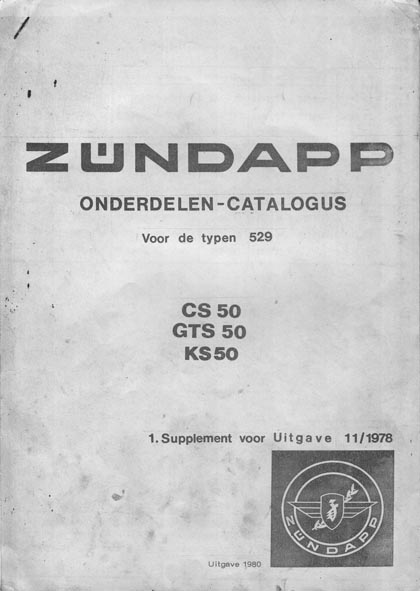 ZÜNDAPP
ONDERDELEN-CATALOGUS
Voor de typen 529
CS 50
GTS 50
KS50
1. Supplement voor Uitgave 11/1978
Z
ZÜNDAPP
Uitgave 1980